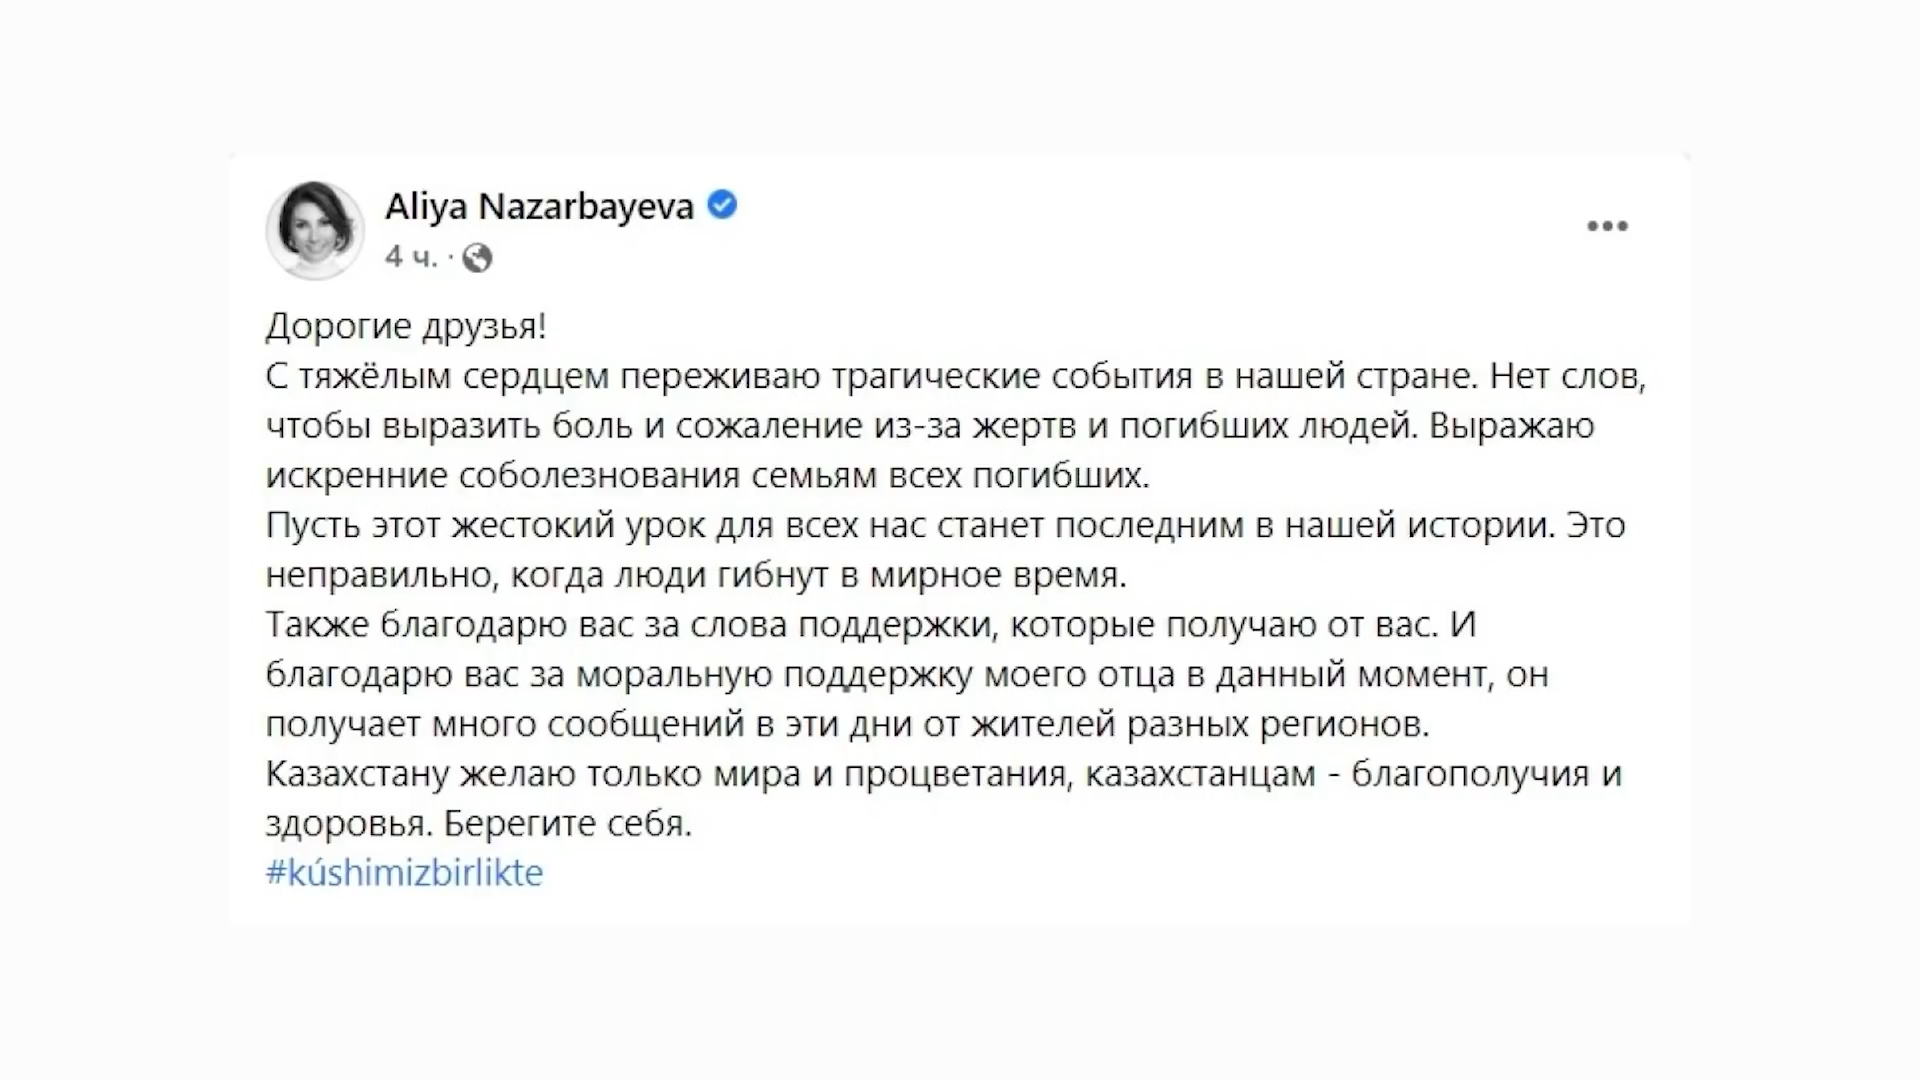 Aliya Nazarbayeva
4 ч. ·
Дорогие друзья!
С тяжёлым сердцем переживаю трагические события в нашей стране. Нет слов,
чтобы выразить боль и сожаление из-за жертв и погибших людей. Выражаю
искренние соболезнования семьям всех погибших.
Пусть этот жестокий урок для всех нас станет последним в нашей истории. Это
неправильно, когда люди гибнут в мирное время.
Также благодарю вас за слова поддержки, которые получаю от вас. И
благодарю вас за моральную поддержку моего отца в данный момент, он
получает много сообщений в эти дни от жителей разных регионов.
Казахстану желаю только мира и процветания, казахстанцам - благополучия и
здоровья. Берегите себя.
#kúshimizbirlikte